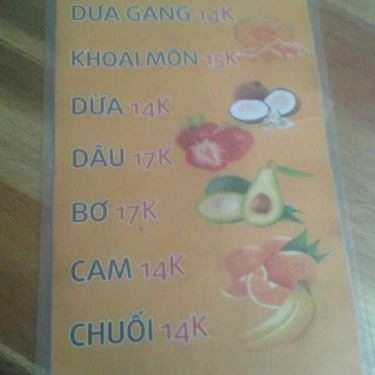 DƯA GANG 14K
KHOAI MÔN 15K
DỪA 14K
DÂU 17K
BƠ 17K
CAM 14K
CHUỐI 14K